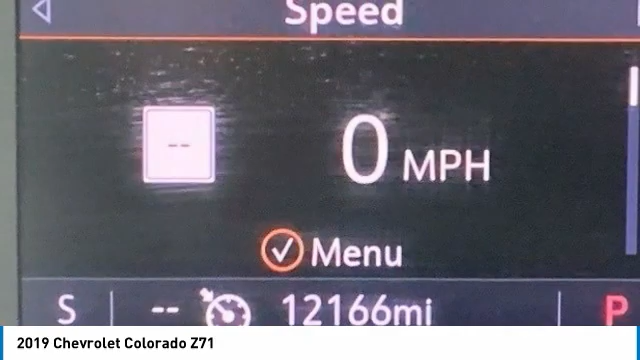 Speed
--
0 MPH
Menu
S -- 12166mi P
2019 Chevrolet Colorado Z71